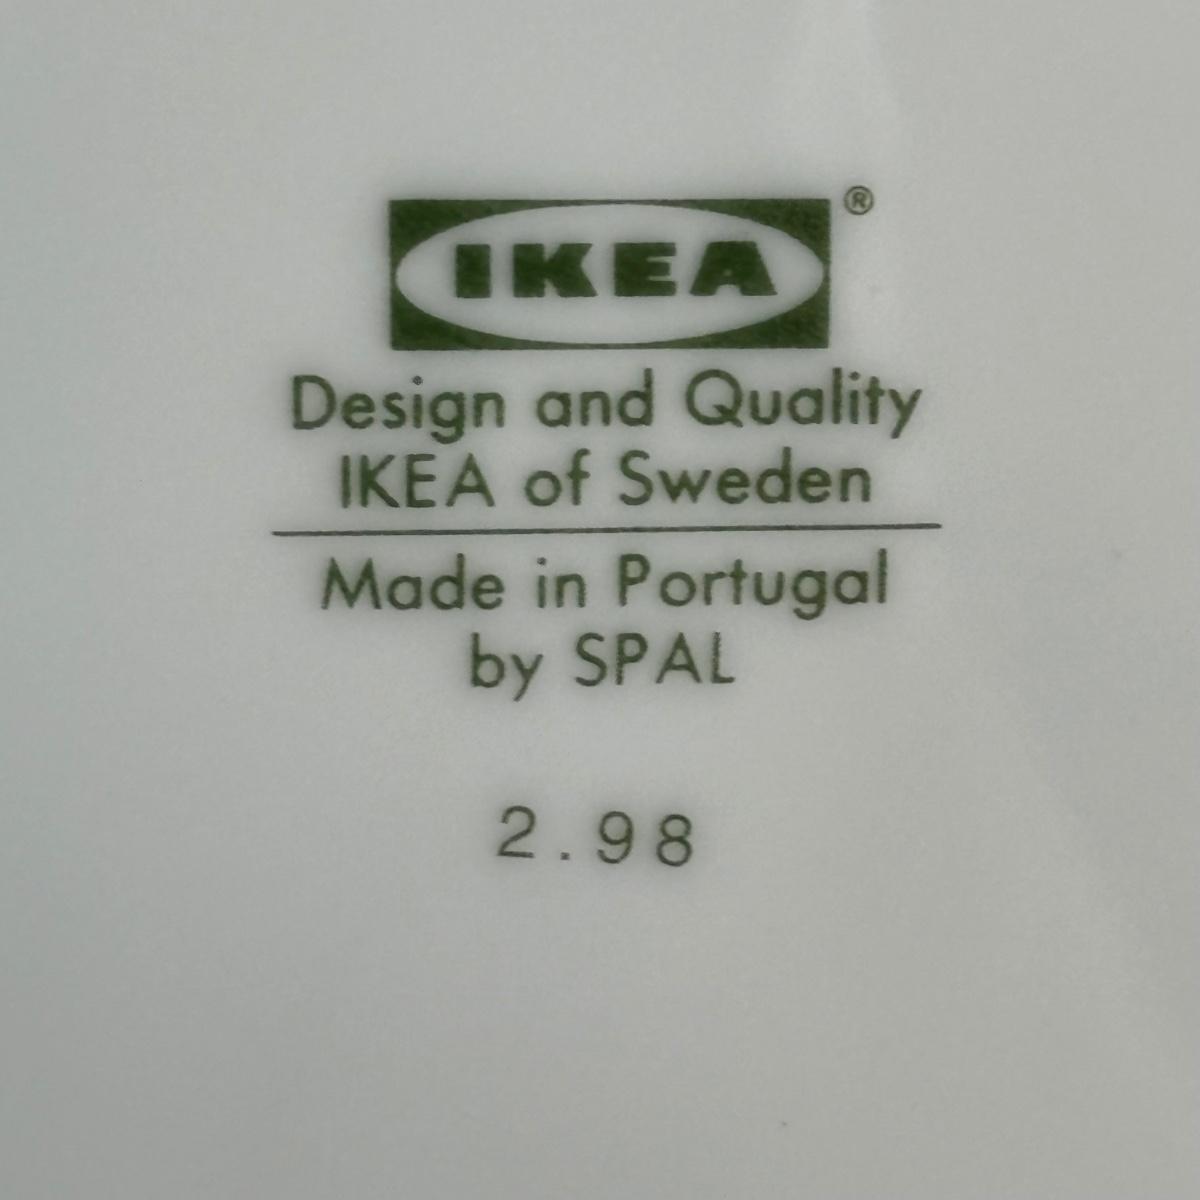 IKEA®
Design and Quality
IKEA of Sweden
Made in Portugal
by SPAL
2.98